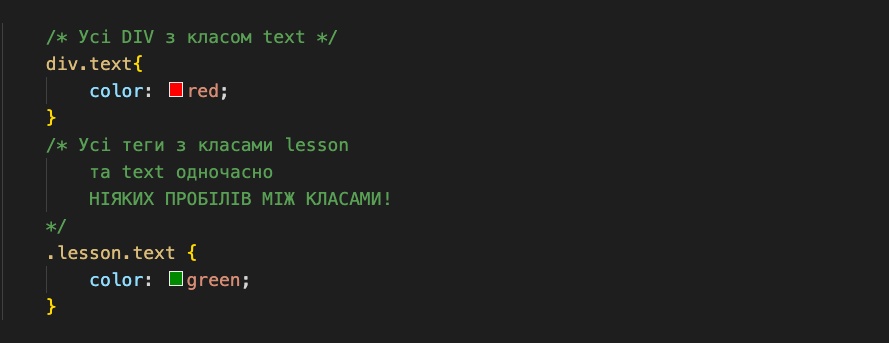 /* Усі DIV з класом text */
div.text{
    color: red;
}
/* Усі теги з класами lesson
    та text одночасно
    НІЯКИХ ПРОБІЛІВ МІЖ КЛАСАМИ!
*/
.lesson.text {
    color: green;
}